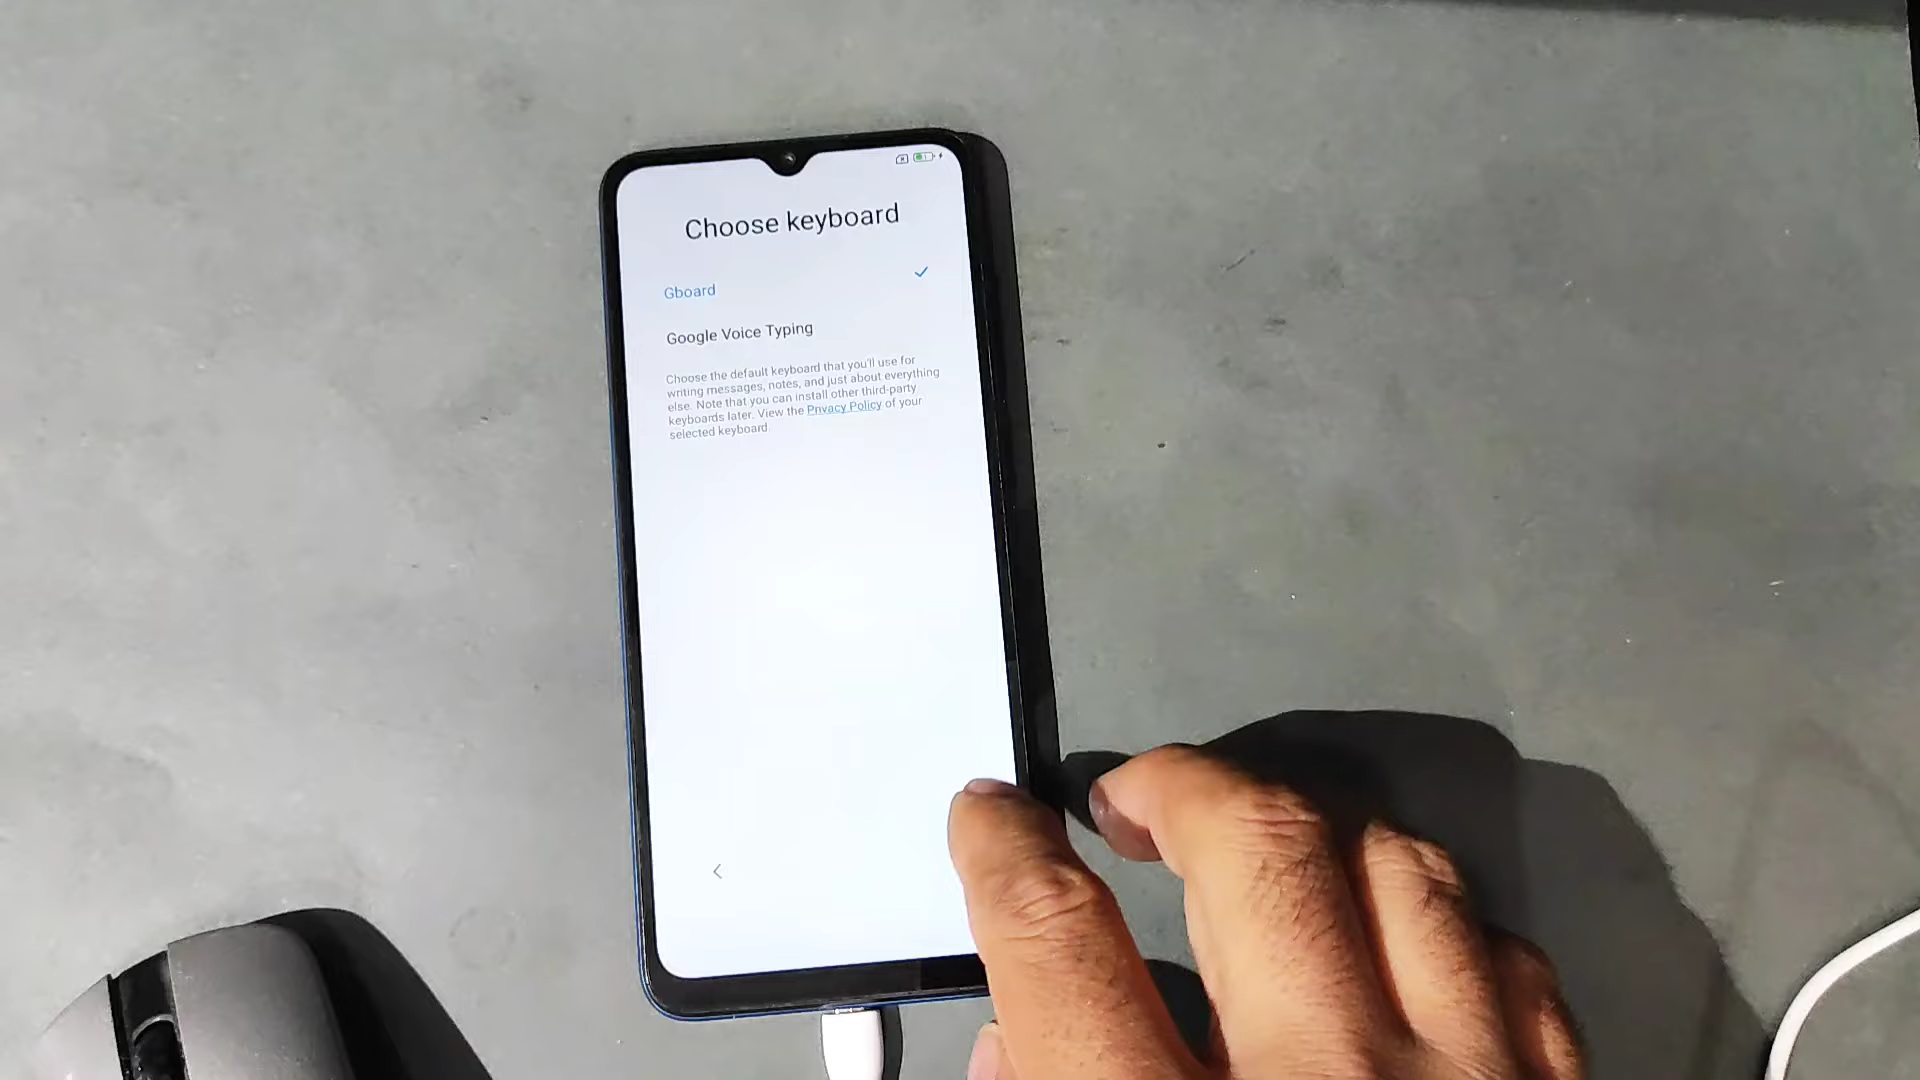 Choose keyboard
Gboard
Google Voice Typing
Choose the default keyboard that you'll use for
writing messages, notes, and just about everything
else. Note that you can install other third-party
keyboards later. View the Privacy Policy of your
selected keyboard.